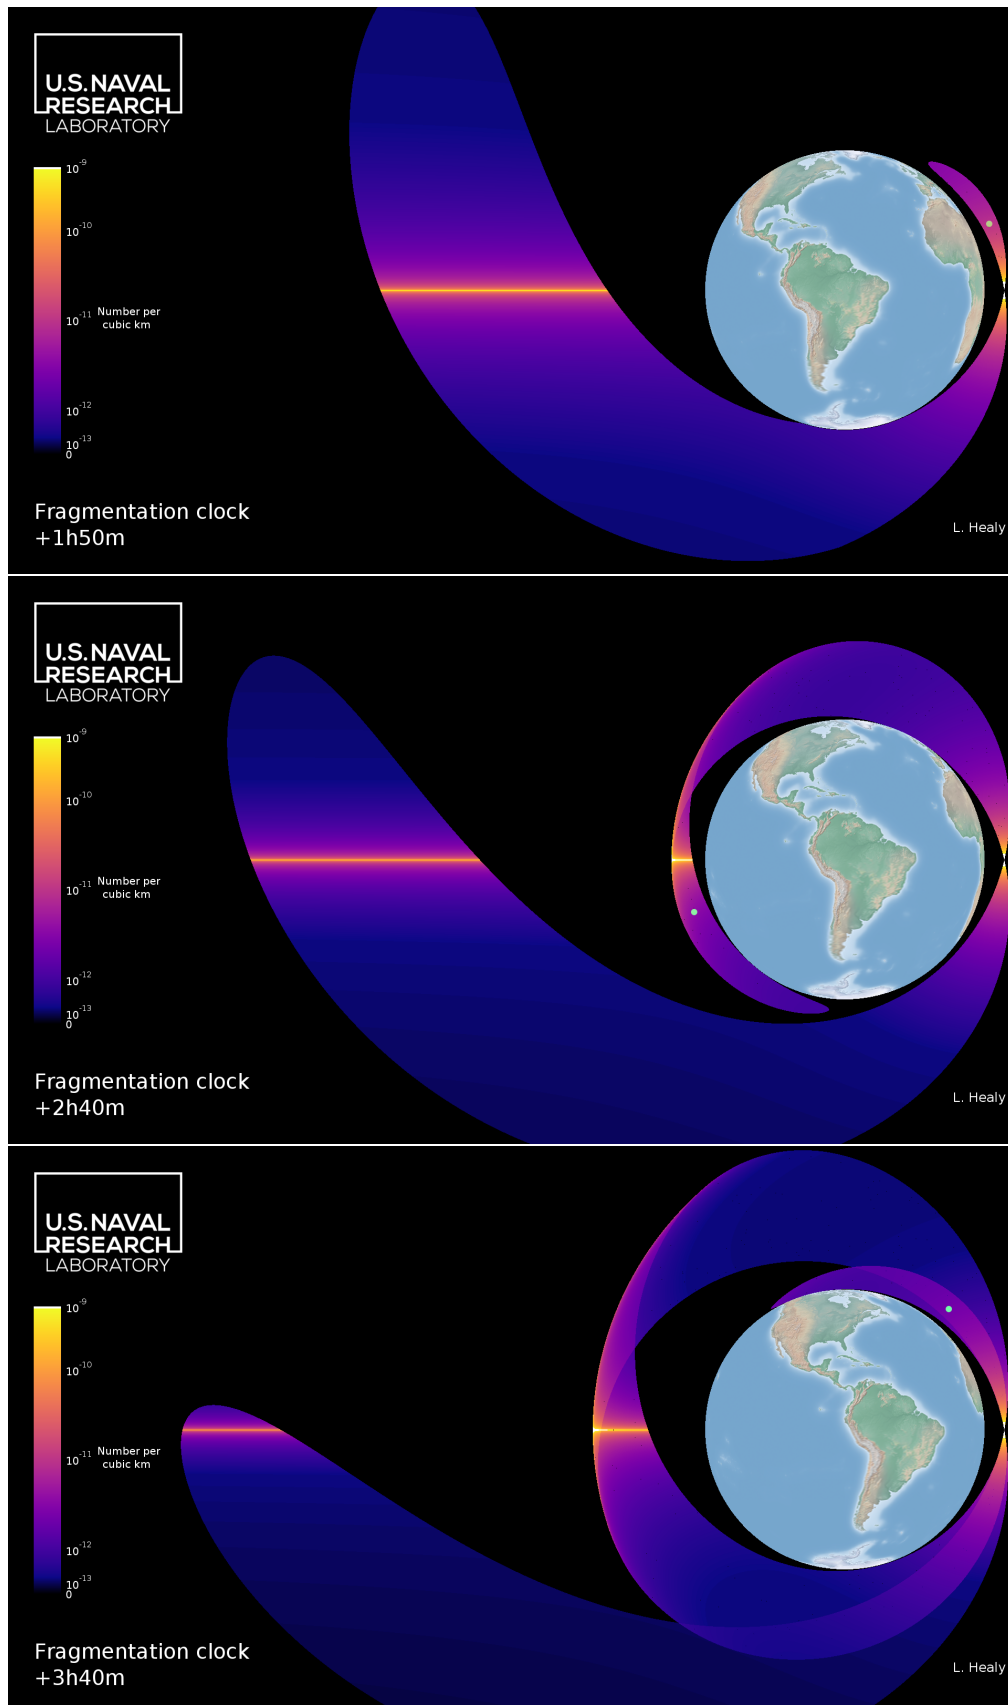 U.S. NAVAL
RESEARCH
LABORATORY
10⁻⁹
10⁻¹⁰
10⁻¹¹
Number per
cubic km
10⁻¹²
10⁻¹³
0
Fragmentation clock
+1h50m
L. Healy
U.S. NAVAL
RESEARCH
LABORATORY
10⁻⁹
10⁻¹⁰
10⁻¹¹
Number per
cubic km
10⁻¹²
10⁻¹³
0
Fragmentation clock
+2h40m
L. Healy
U.S. NAVAL
RESEARCH
LABORATORY
10⁻⁹
10⁻¹⁰
10⁻¹¹
Number per
cubic km
10⁻¹²
10⁻¹³
0
Fragmentation clock
+3h40m
L. Healy